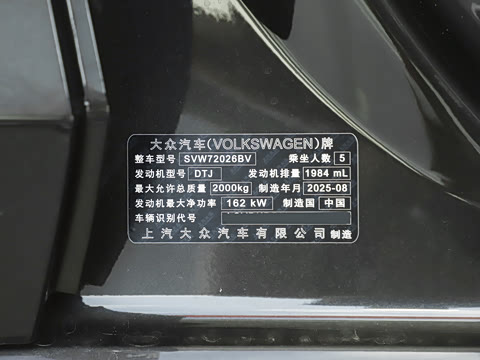 大众汽车(VOLKSWAGEN)牌
整车型号 SVW72026BV 乘坐人数 5
发动机型号 DTJ 发动机排量 1984 mL
最大允许总质量 2000kg 制造年月 2025-08
发动机最大净功率 162 kW 制造国 中国
车辆识别代号
上汽大众汽车有限公司 制造